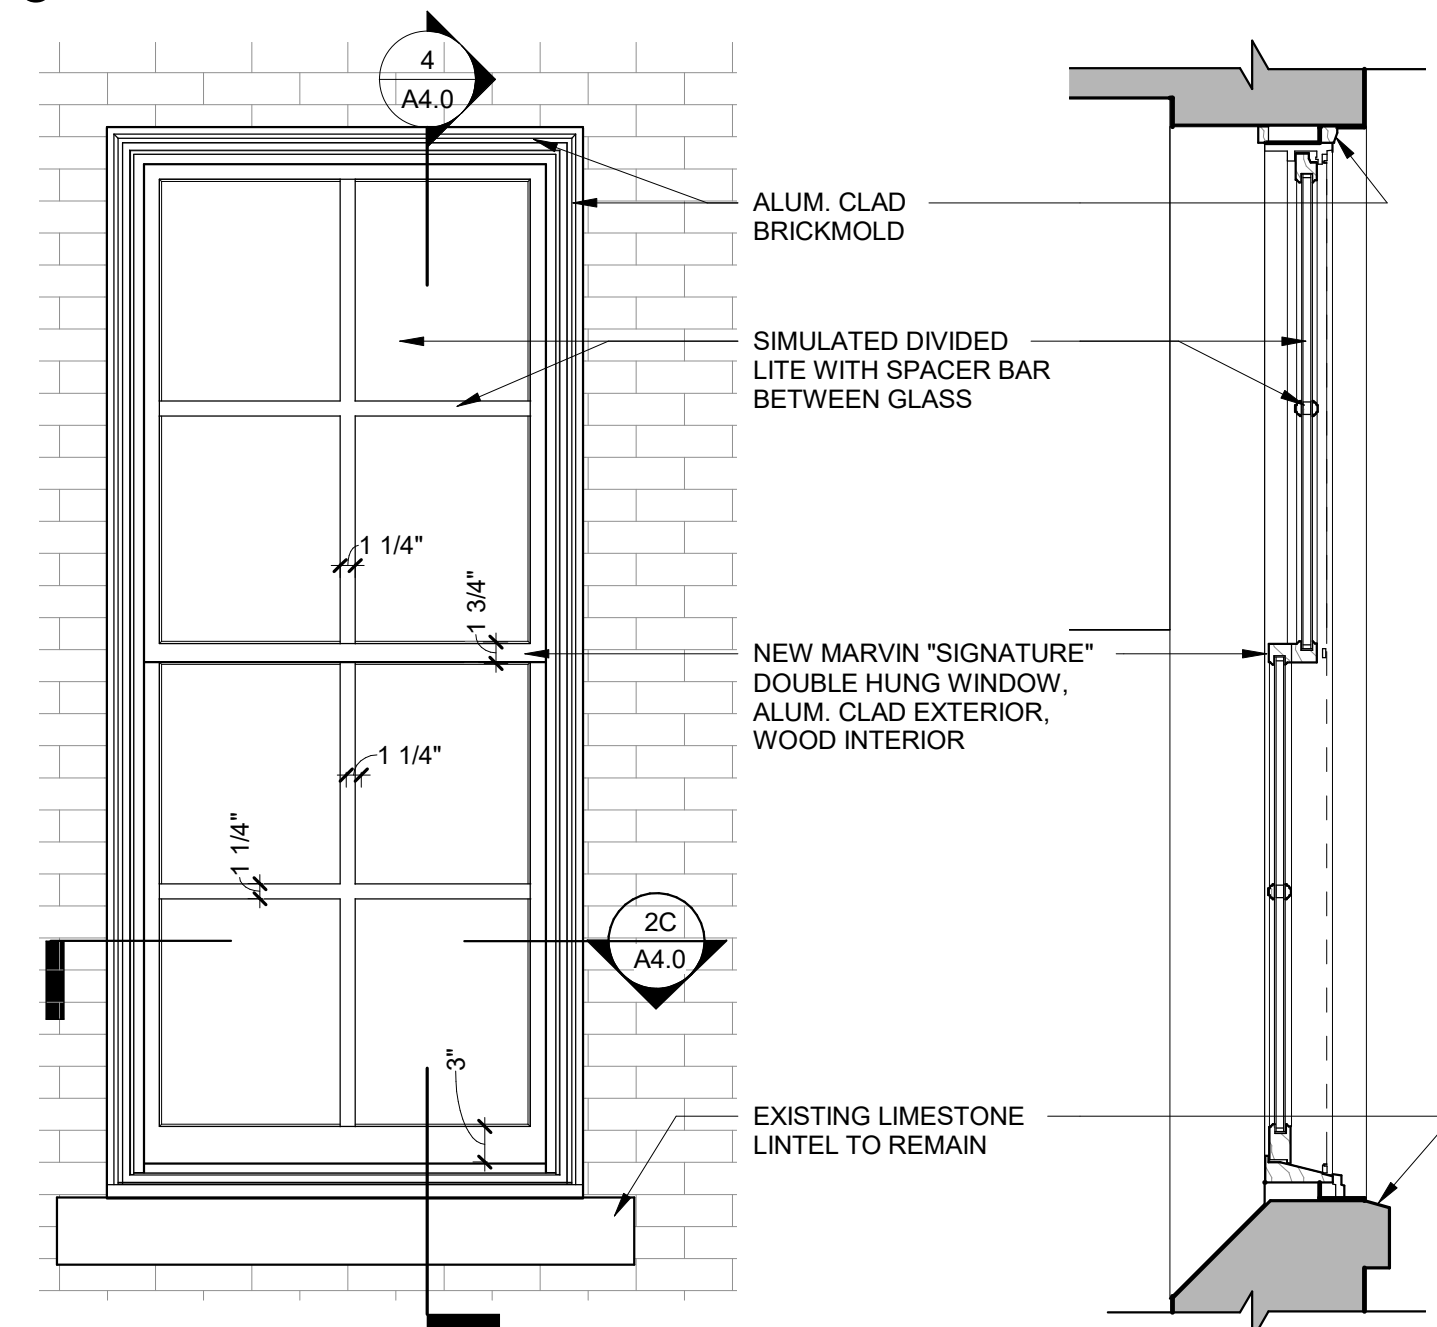 4
A4.0
ALUM. CLAD
BRICKMOLD
SIMULATED DIVIDED
LITE WITH SPACER BAR
BETWEEN GLASS
1 1/4"
1 3/4"
NEW MARVIN "SIGNATURE"
DOUBLE HUNG WINDOW,
ALUM. CLAD EXTERIOR,
WOOD INTERIOR
1 1/4"
1 1/4"
2C
A4.0
3"
EXISTING LIMESTONE
LINTEL TO REMAIN